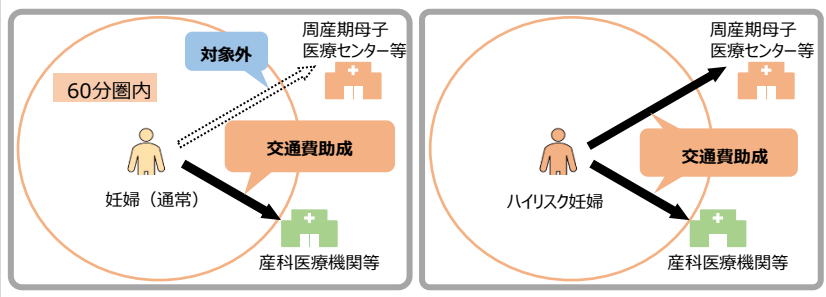 周産期母子
医療センター等
対象外
60分圏内
交通費助成
妊婦（通常）
産科医療機関等
周産期母子
医療センター等
交通費助成
ハイリスク妊婦
産科医療機関等